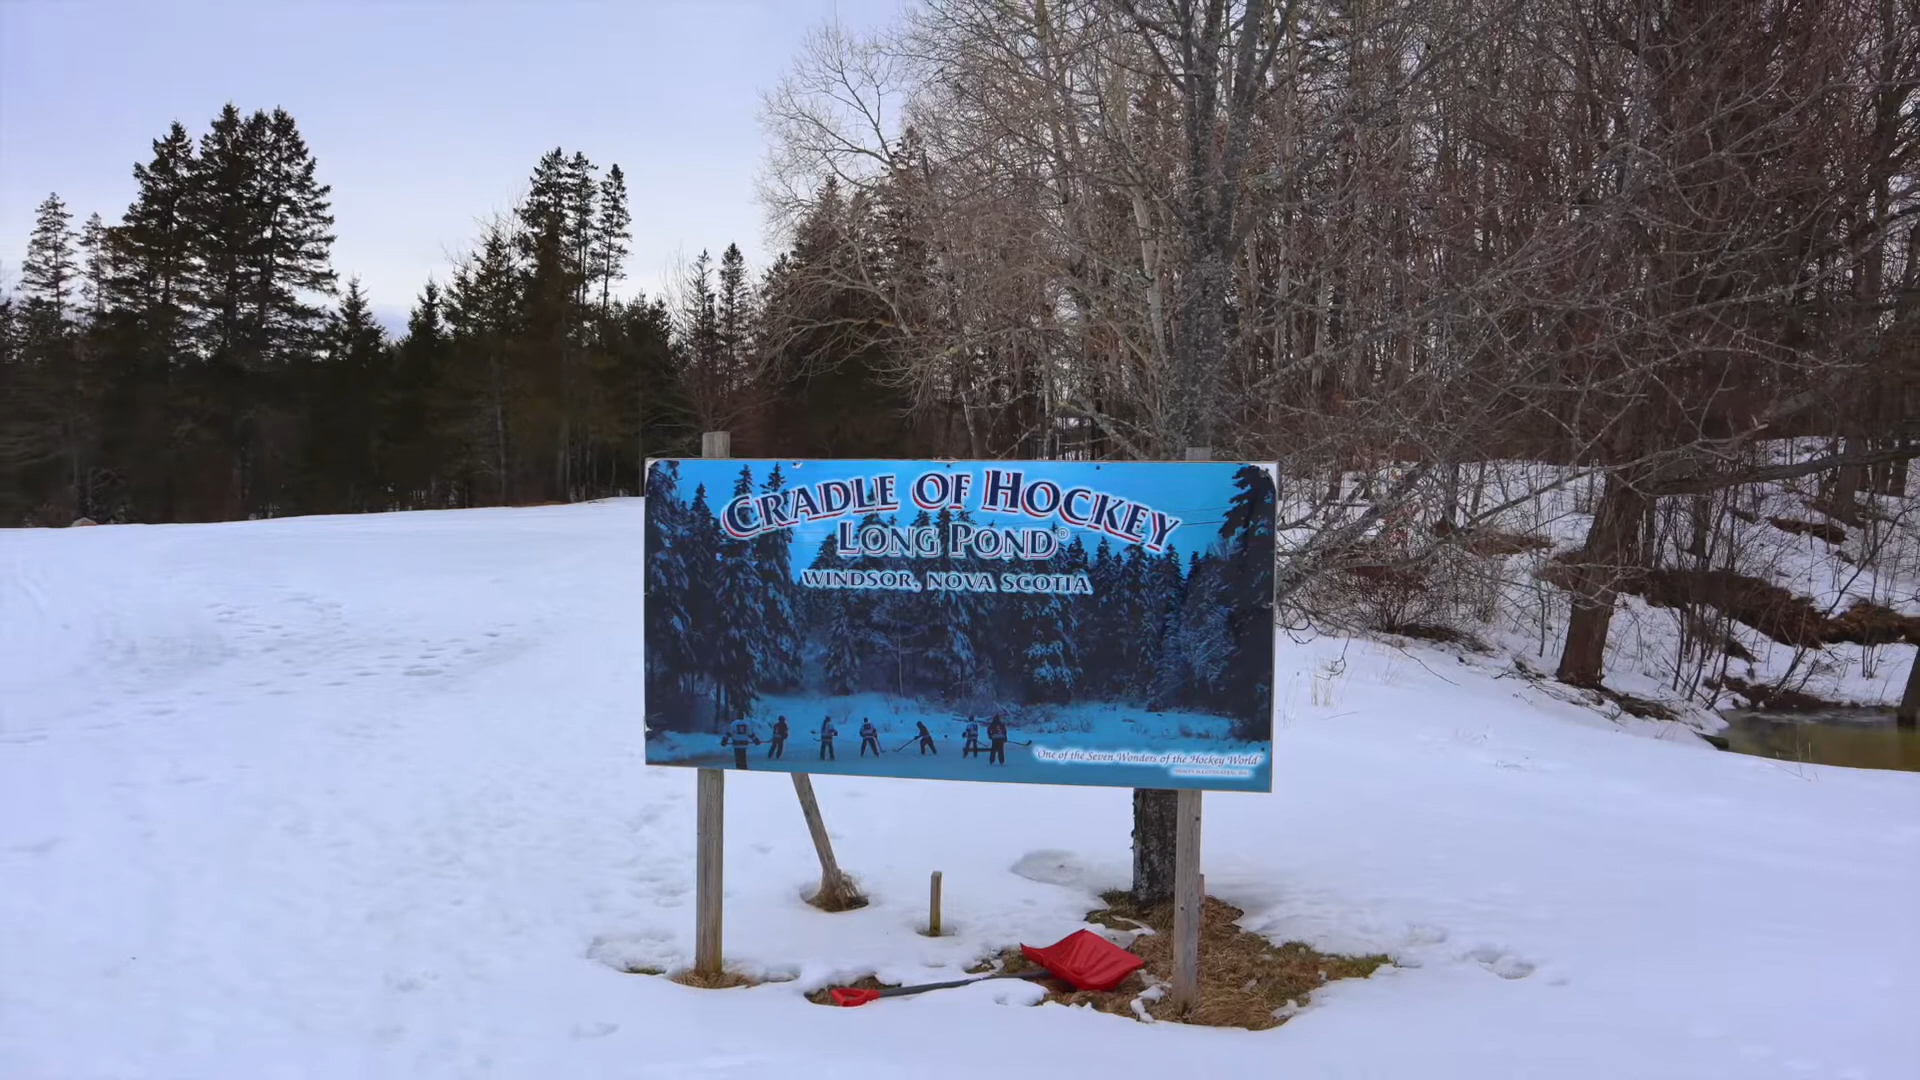 CRADLE OF HOCKEY
LONG POND®
WINDSOR, NOVA SCOTIA
"One of the Seven Wonders of the Hockey World"